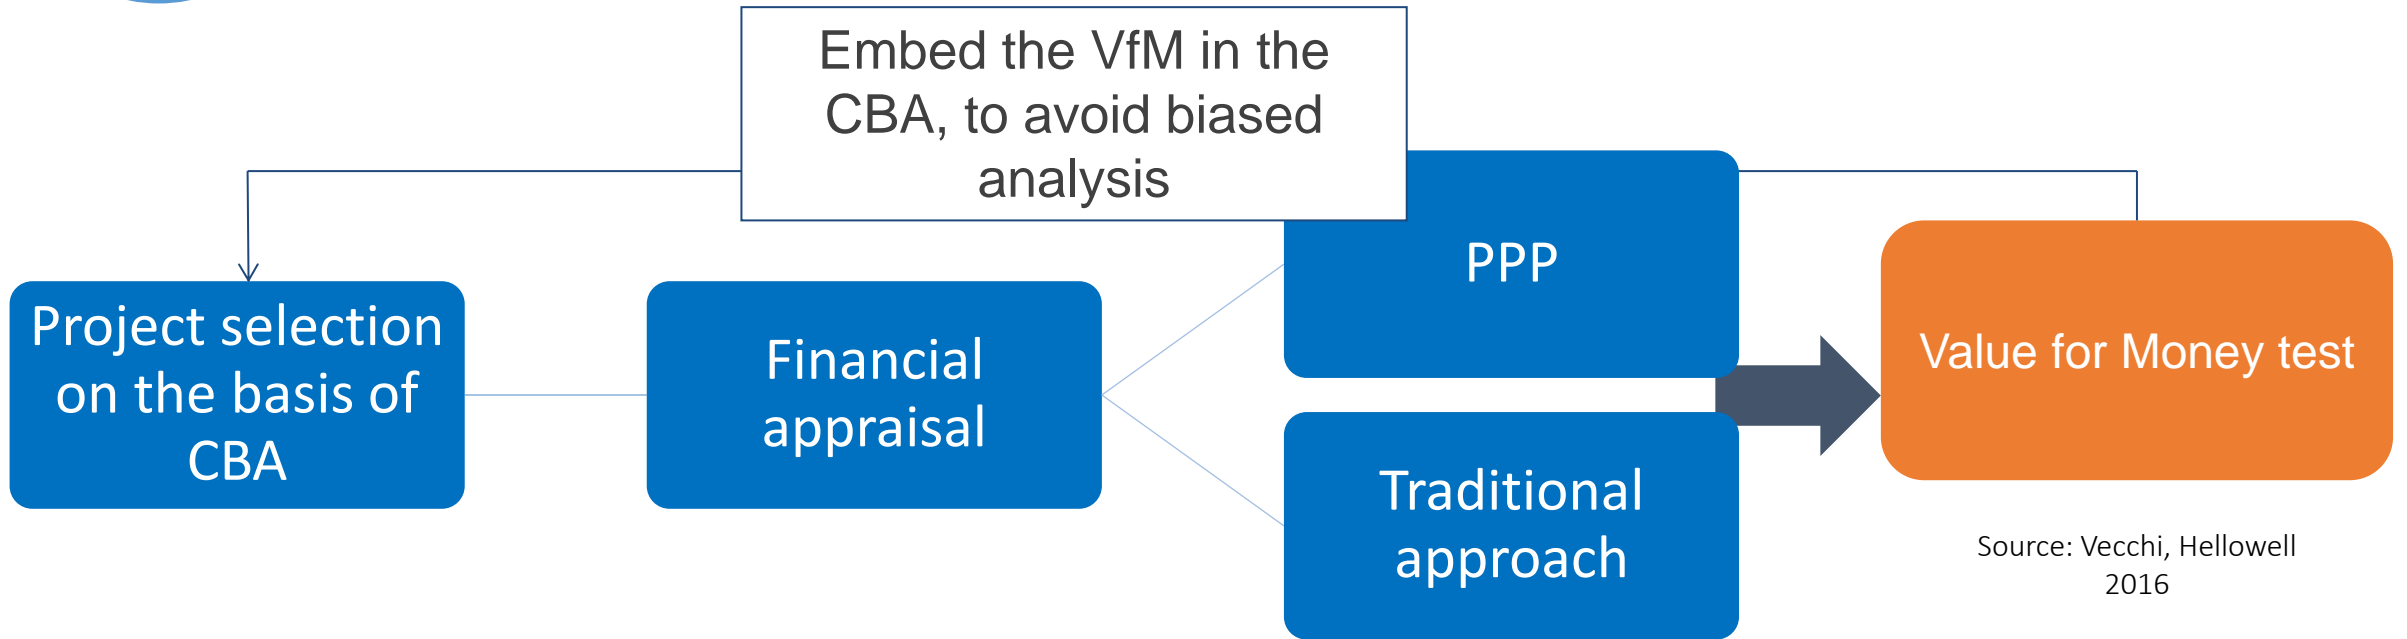 Embed the VfM in the
CBA, to avoid biased
analysis
Project selection
on the basis of
CBA
Financial
appraisal
PPP
Traditional
approach
Value for Money test
Source: Vecchi, Hellowell
2016